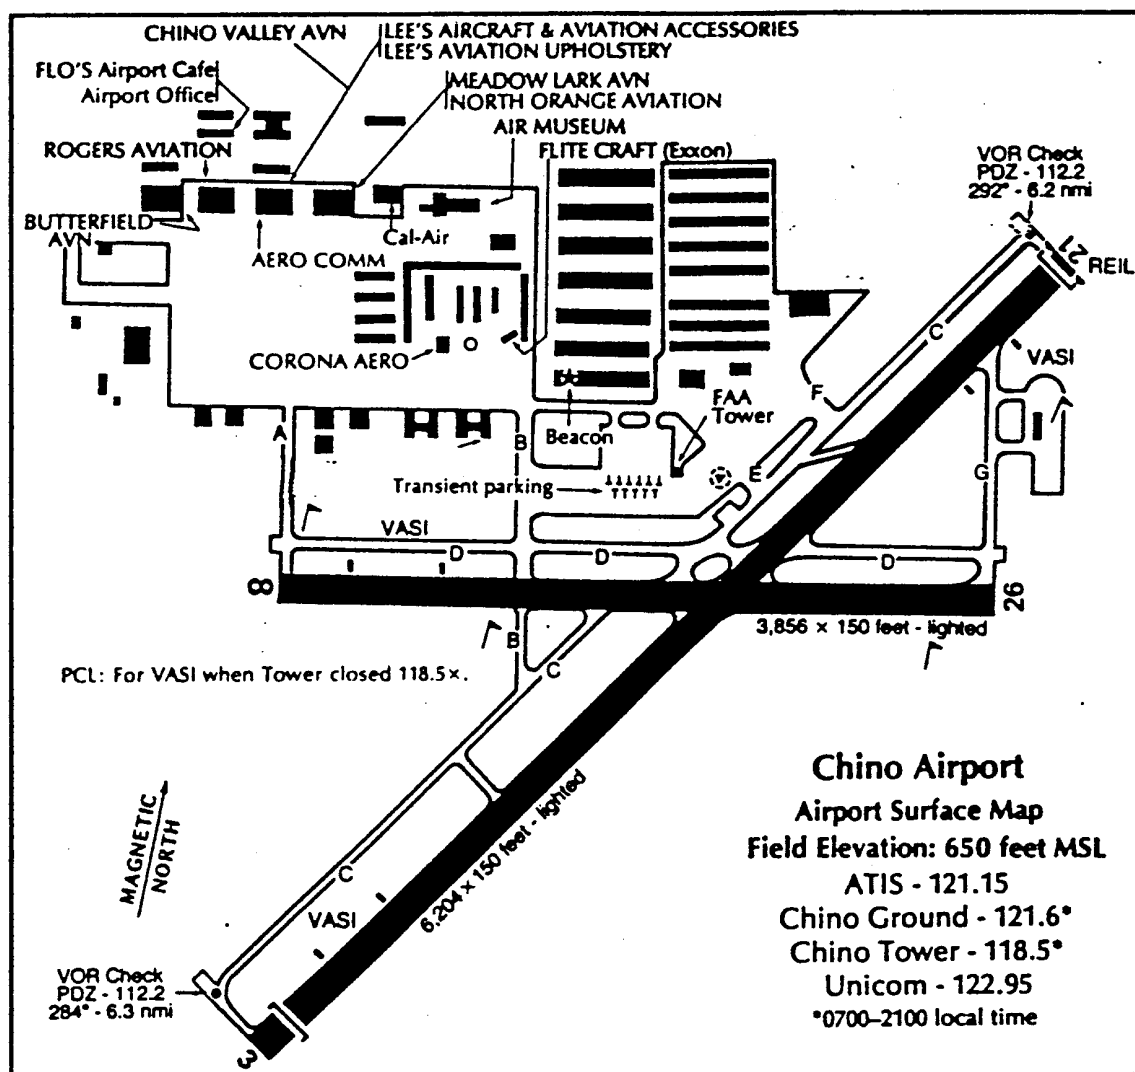 CHINO VALLEY AVN
LEE'S AIRCRAFT & AVIATION ACCESSORIES
LEE'S AVIATION UPHOLSTERY
FLO'S Airport Cafe
Airport Office
MEADOW LARK AVN
NORTH ORANGE AVIATION
AIR MUSEUM
ROGERS AVIATION
FLITE CRAFT (Exxon)
VOR Check
PDZ - 112.2
292° - 6.2 nmi
BUTTERFIELD
AVN
Cal-Air
AERO COMM
21
REIL
C
CORONA AERO
VASI
F
FAA
Tower
A
B
Beacon
E
G
Transient parking
VASI
D
D
D
8
26
3,856 × 150 feet - lighted
B
C
PCL: For VASI when Tower closed 118.5×.
MAGNETIC
NORTH
C
6,204 × 150 feet - lighted
VASI
VOR Check
PDZ - 112.2
284° - 6.3 nmi
3
Chino Airport
Airport Surface Map
Field Elevation: 650 feet MSL
ATIS - 121.15
Chino Ground - 121.6*
Chino Tower - 118.5*
Unicom - 122.95
*0700–2100 local time